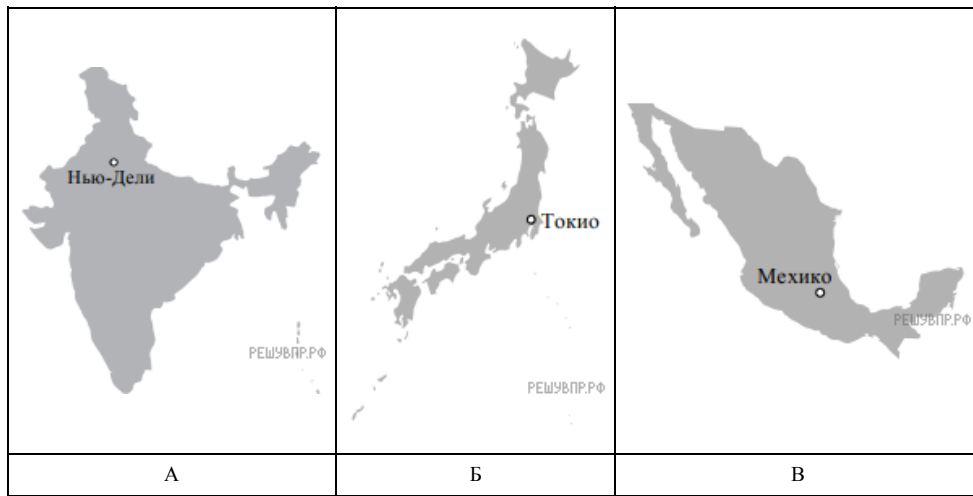 Нью-Дели
РЕШУВПР.РФ
А
Токио
РЕШУВПР.РФ
Б
Мехико
РЕШУВПР.РФ
В